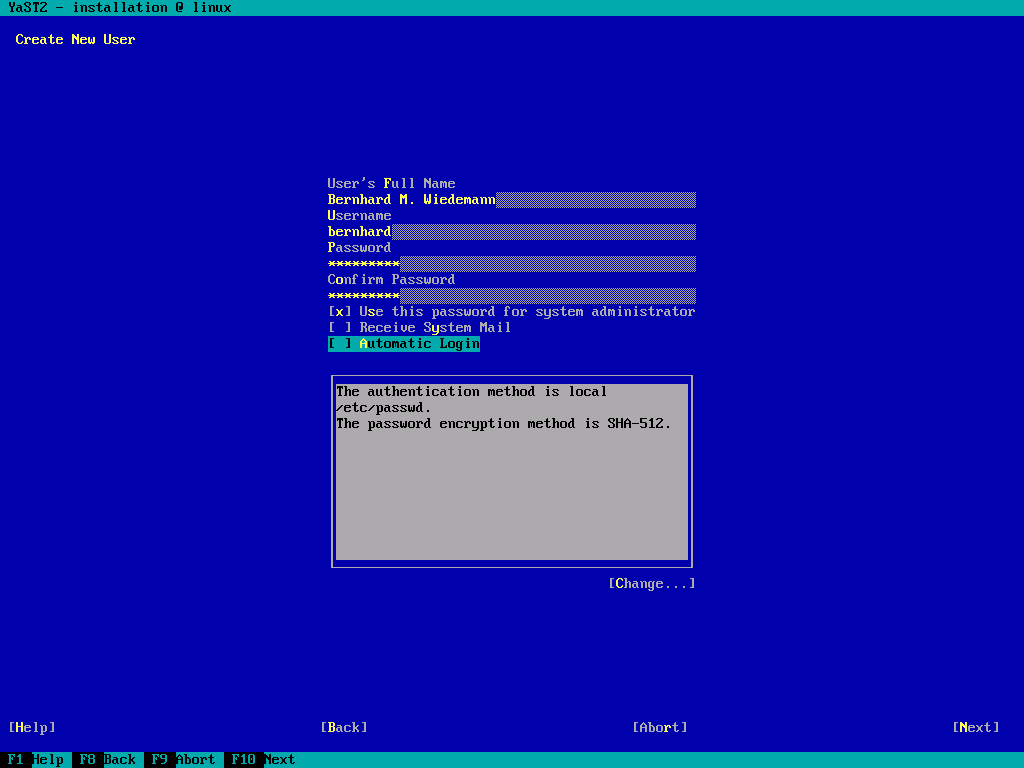 YaST2 - installation @ linux
Create New User
User's Full Name
Bernhard M. Wiedemann
Username
bernhard
Password
*********
Confirm Password
*********
[x] Use this password for system administrator
[ ] Receive System Mail
[ ] Automatic Login
The authentication method is local
/etc/passwd.
The password encryption method is SHA-512.
[Change...]
[Help] [Back] [Abort] [Next]
F1 Help F8 Back F9 Abort F10 Next